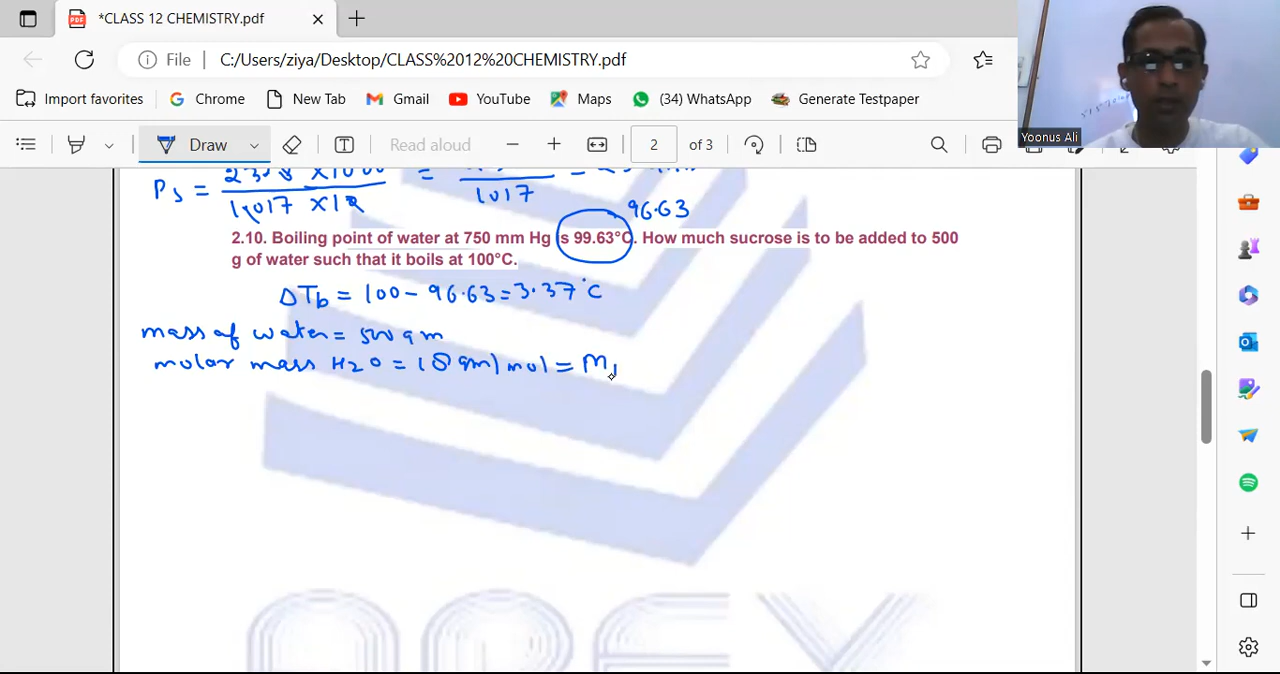 *CLASS 12 CHEMISTRY.pdf
File C:/Users/ziya/Desktop/CLASS%2012%20CHEMISTRY.pdf
Import favorites Chrome New Tab Gmail YouTube Maps (34) WhatsApp Generate Testpaper
Yoonus Ali
Draw Read aloud 2 of 3
Ps = =
1017 ×12 1017
96.63
2.10. Boiling point of water at 750 mm Hg is 99.63°C. How much sucrose is to be added to 500
g of water such that it boils at 100°C.
ΔTb = 100 - 96.63 = 3.37°C
mass of water = 500 gm
molar mass H2O = 18 gm/mol = M1